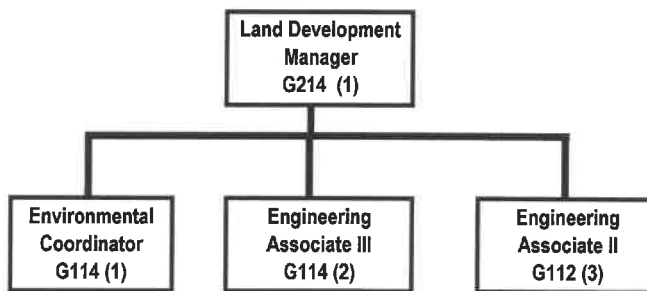 Land Development
Manager
G214 (1)
Environmental
Coordinator
G114 (1)
Engineering
Associate III
G114 (2)
Engineering
Associate II
G112 (3)